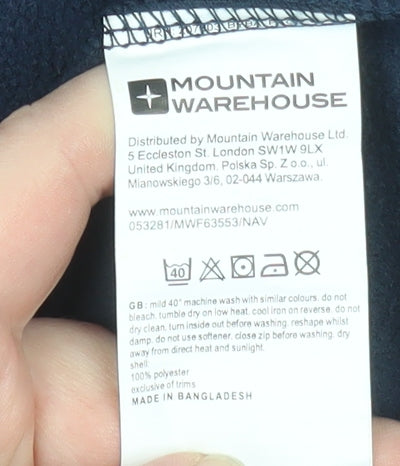 MOUNTAIN
WAREHOUSE
Distributed by Mountain Warehouse Ltd.
5 Eccleston St. London SW1W 9LX
United Kingdom. Polska Sp. Z o.o., ul.
Mianowskiego 3/6, 02-044 Warszawa.
www.mountainwarehouse.com
053281/MWF63553/NAV
40
GB: mild 40° machine wash with similar colours. do not
bleach. tumble dry on low heat. cool iron on reverse. do not
dry clean. turn inside out before washing. reshape whilst
damp. do not use softener. close zip before washing. dry
away from direct heat and sunlight.
shell:
100% polyester
exclusive of trims
MADE IN BANGLADESH